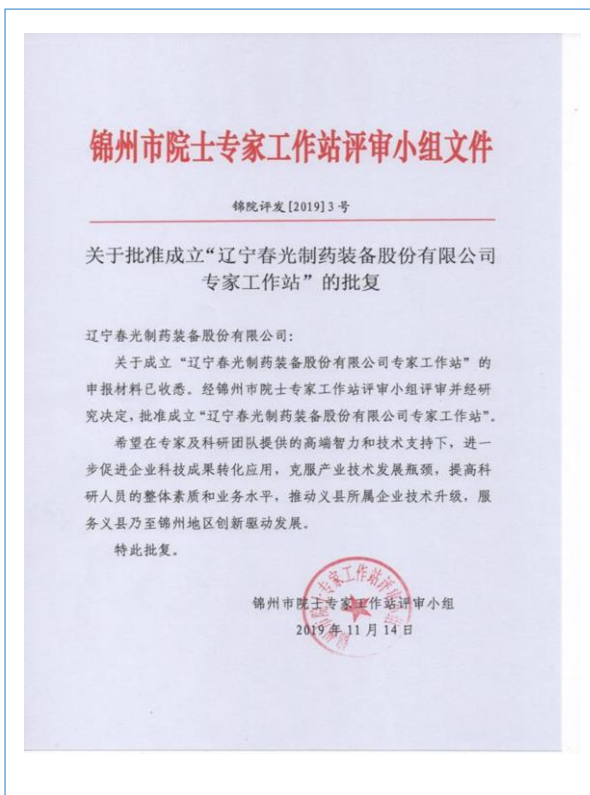 锦州市院士专家工作站评审小组文件
锦院评发[2019]3号
关于批准成立“辽宁春光制药装备股份有限公司
专家工作站”的批复
辽宁春光制药装备股份有限公司:
关于成立“辽宁春光制药装备股份有限公司专家工作站”的
申报材料已收悉。经锦州市院士专家工作站评审小组评审并经研
究决定,批准成立“辽宁春光制药装备股份有限公司专家工作站”。
希望在专家及科研团队提供的高端智力和技术支持下,进一
步促进企业科技成果转化应用,克服产业技术发展瓶颈,提高科
研人员的整体素质和业务水平,推动义县所属企业技术升级,服
务义县乃至锦州地区创新驱动发展。
特此批复。
锦州市院士专家工作站评审小组
2019年11月14日